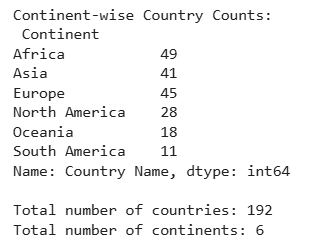 Continent-wise Country Counts:
Continent
Africa 49
Asia 41
Europe 45
North America 28
Oceania 18
South America 11
Name: Country Name, dtype: int64
Total number of countries: 192
Total number of continents: 6